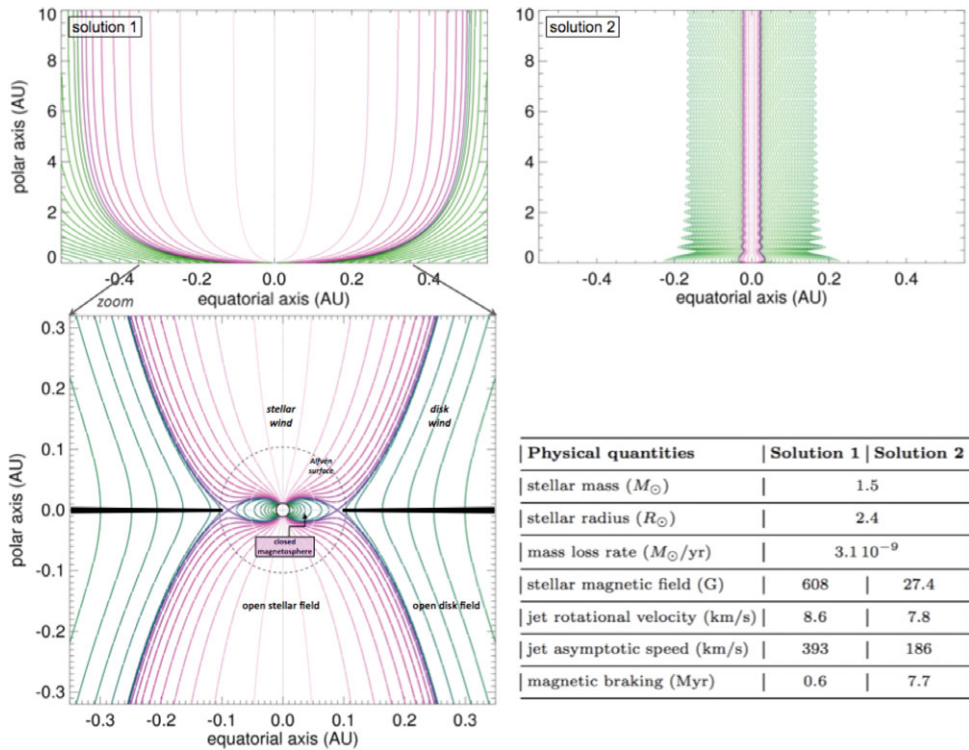 solution 1
polar axis (AU)
10
8
6
4
2
0
-0.4 -0.2 0.0 0.2 0.4
equatorial axis (AU)
zoom
solution 2
10
8
6
4
2
0
-0.4 -0.2 0.0 0.2 0.4
equatorial axis (AU)
polar axis (AU)
0.3
0.2
0.1
0.0
-0.1
-0.2
-0.3
stellar
wind
disk
wind
Alfven
surface
closed
magnetosphere
open stellar field
open disk field
-0.3 -0.2 -0.1 0.0 0.1 0.2 0.3
equatorial axis (AU)
Physical quantities Solution 1 Solution 2
stellar mass (M⊙) 1.5
stellar radius (R⊙) 2.4
mass loss rate (M⊙/yr) 3.1 10⁻⁹
stellar magnetic field (G) 608 27.4
jet rotational velocity (km/s) 8.6 7.8
jet asymptotic speed (km/s) 393 186
magnetic braking (Myr) 0.6 7.7